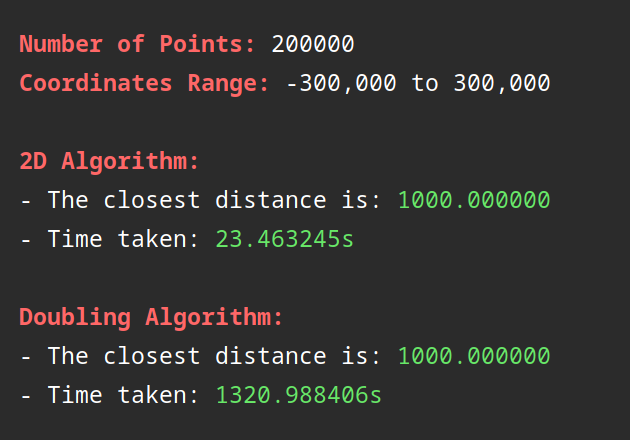 Number of Points: 200000
Coordinates Range: -300,000 to 300,000
2D Algorithm:
- The closest distance is: 1000.000000
- Time taken: 23.463245s
Doubling Algorithm:
- The closest distance is: 1000.000000
- Time taken: 1320.988406s